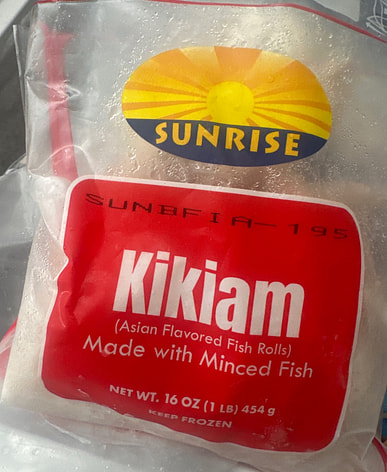 SUNRISE
SUNBFIA-195
Kikiam
(Asian Flavored Fish Rolls)
Made with Minced Fish
NET WT. 16 OZ (1 LB) 454 g
KEEP FROZEN